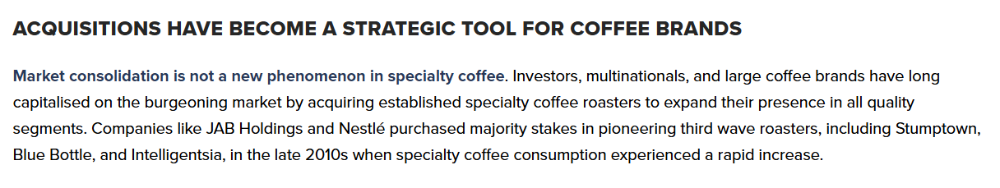 ACQUISITIONS HAVE BECOME A STRATEGIC TOOL FOR COFFEE BRANDS
Market consolidation is not a new phenomenon in specialty coffee. Investors, multinationals, and large coffee brands have long
capitalised on the burgeoning market by acquiring established specialty coffee roasters to expand their presence in all quality
segments. Companies like JAB Holdings and Nestlé purchased majority stakes in pioneering third wave roasters, including Stumptown,
Blue Bottle, and Intelligentsia, in the late 2010s when specialty coffee consumption experienced a rapid increase.